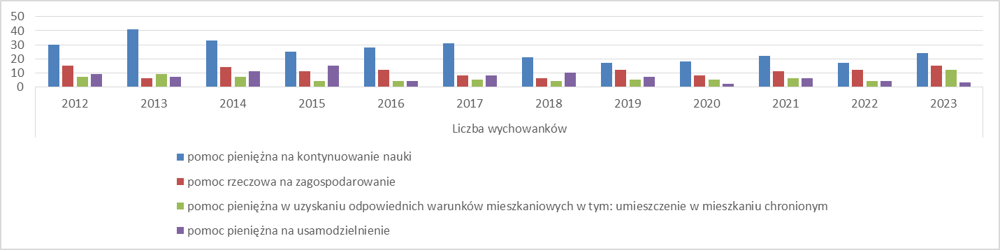 50
40
30
20
10
0
2012 2013 2014 2015 2016 2017 2018 2019 2020 2021 2022 2023
Liczba wychowanków
pomoc pieniężna na kontynuowanie nauki
pomoc rzeczowa na zagospodarowanie
pomoc pieniężna w uzyskaniu odpowiednich warunków mieszkaniowych w tym: umieszczenie w mieszkaniu chronionym
pomoc pieniężna na usamodzielnienie